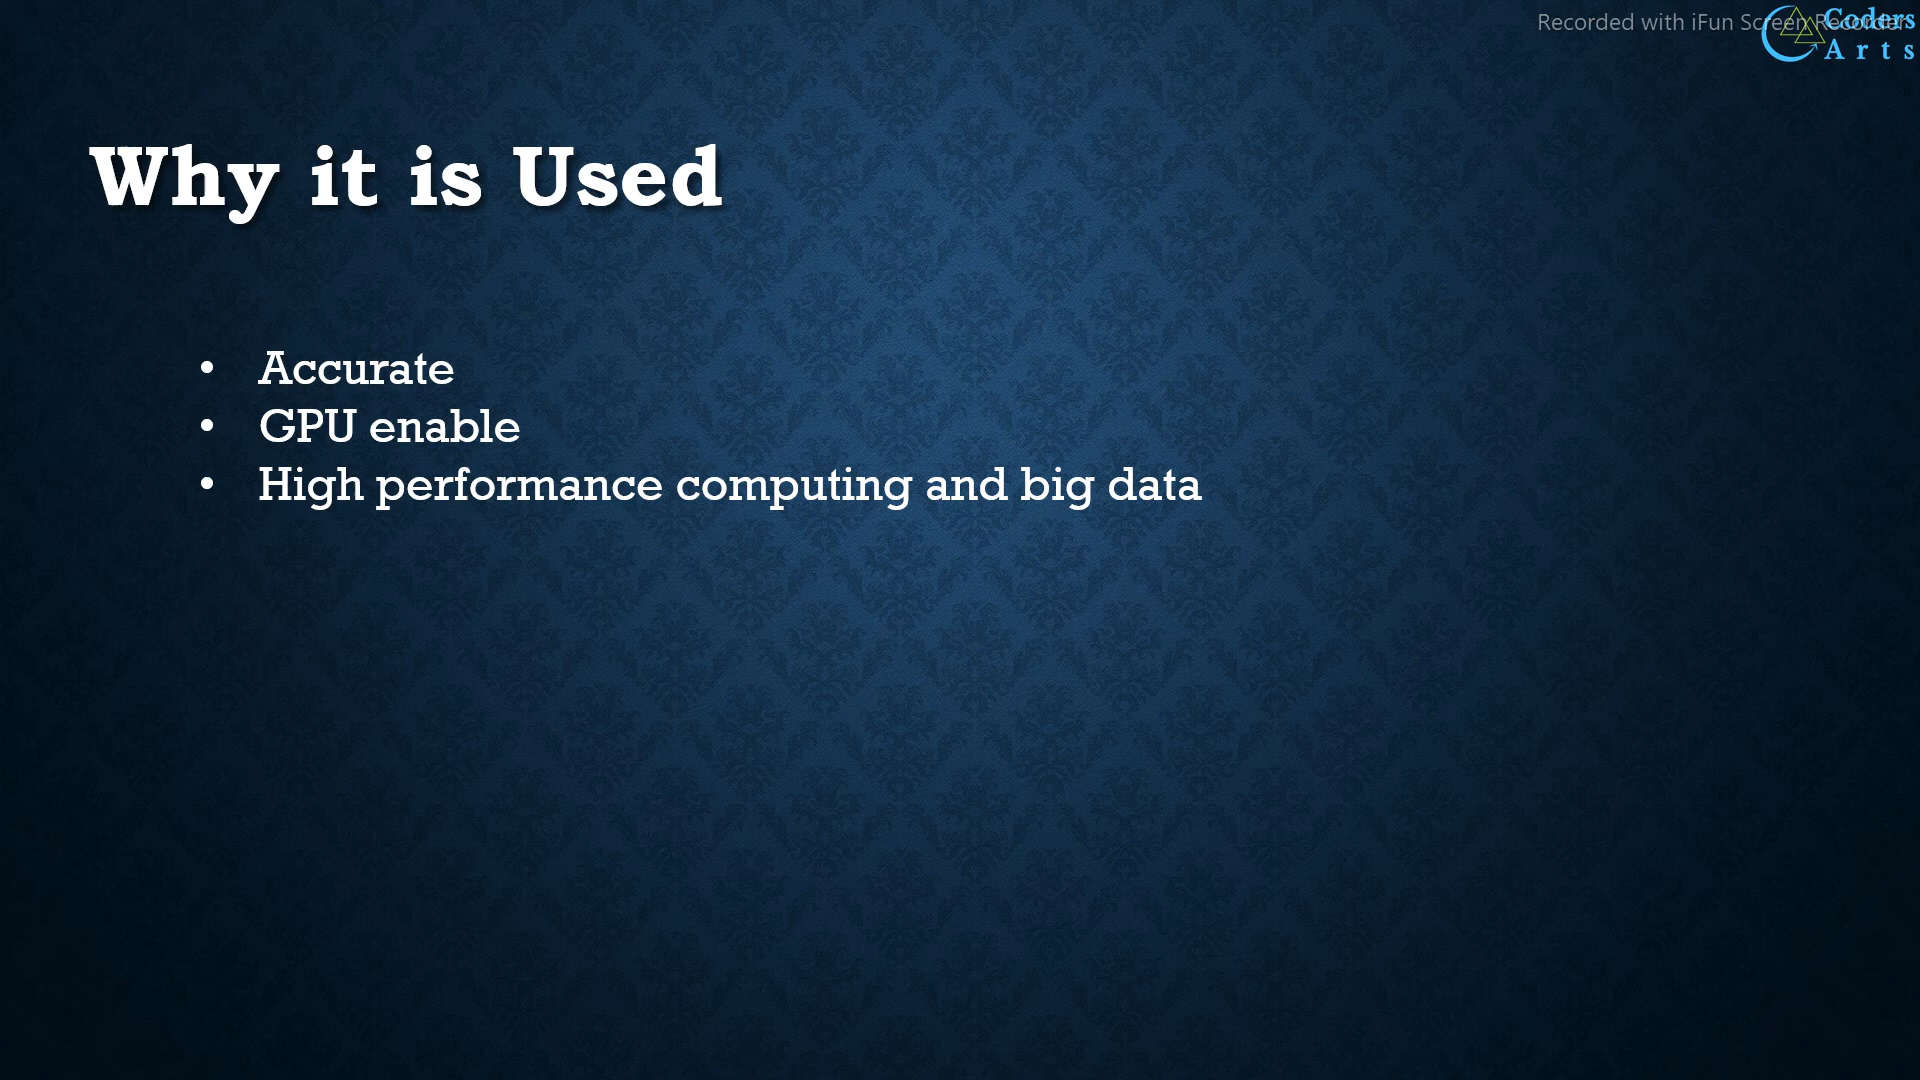 Recorded with iFun Screen Recorder
Coders
Arts
Why it is Used
• Accurate
• GPU enable
• High performance computing and big data